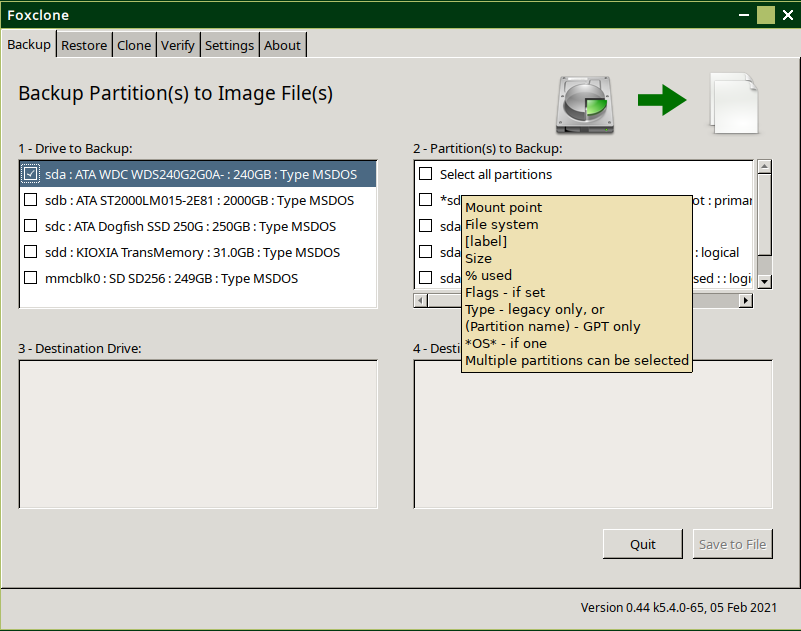 Foxclone
Backup Restore Clone Verify Settings About
Backup Partition(s) to Image File(s)
1 - Drive to Backup:
sda : ATA WDC WDS240G2G0A- : 240GB : Type MSDOS
sdb : ATA ST2000LM015-2E81 : 2000GB : Type MSDOS
sdc : ATA Dogfish SSD 250G : 250GB : Type MSDOS
sdd : KIOXIA TransMemory : 31.0GB : Type MSDOS
mmcblk0 : SD SD256 : 249GB : Type MSDOS
2 - Partition(s) to Backup:
Select all partitions
*sd ot : primar
sda
sda : logical
sda sed : : logi
Mount point
File system
[label]
Size
% used
Flags - if set
Type - legacy only, or
(Partition name) - GPT only
*OS* - if one
Multiple partitions can be selected
3 - Destination Drive:
4 - Desti
Quit
Save to File
Version 0.44 k5.4.0-65, 05 Feb 2021